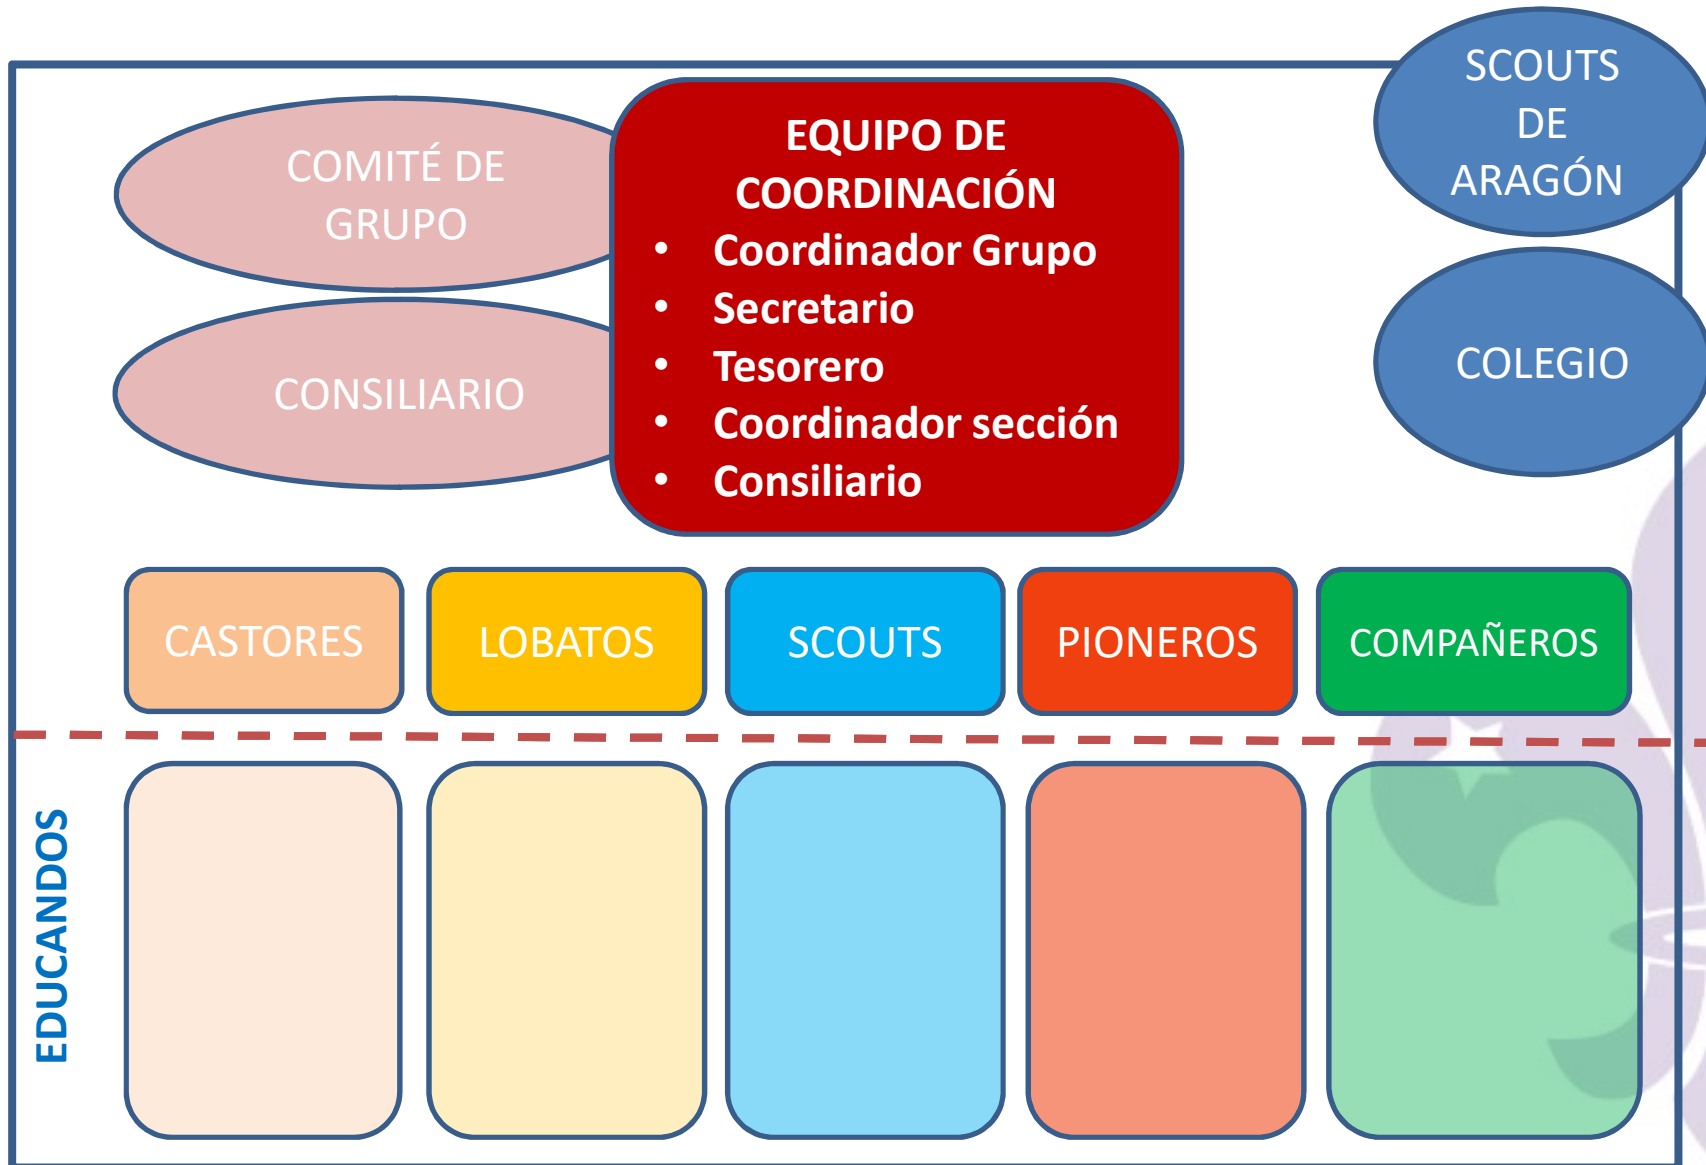 COMITÉ DE
GRUPO
CONSILIARIO
EQUIPO DE
COORDINACIÓN
• Coordinador Grupo
• Secretario
• Tesorero
• Coordinador sección
• Consiliario
SCOUTS
DE
ARAGÓN
COLEGIO
CASTORES
LOBATOS
SCOUTS
PIONEROS
COMPAÑEROS
EDUCANDOS